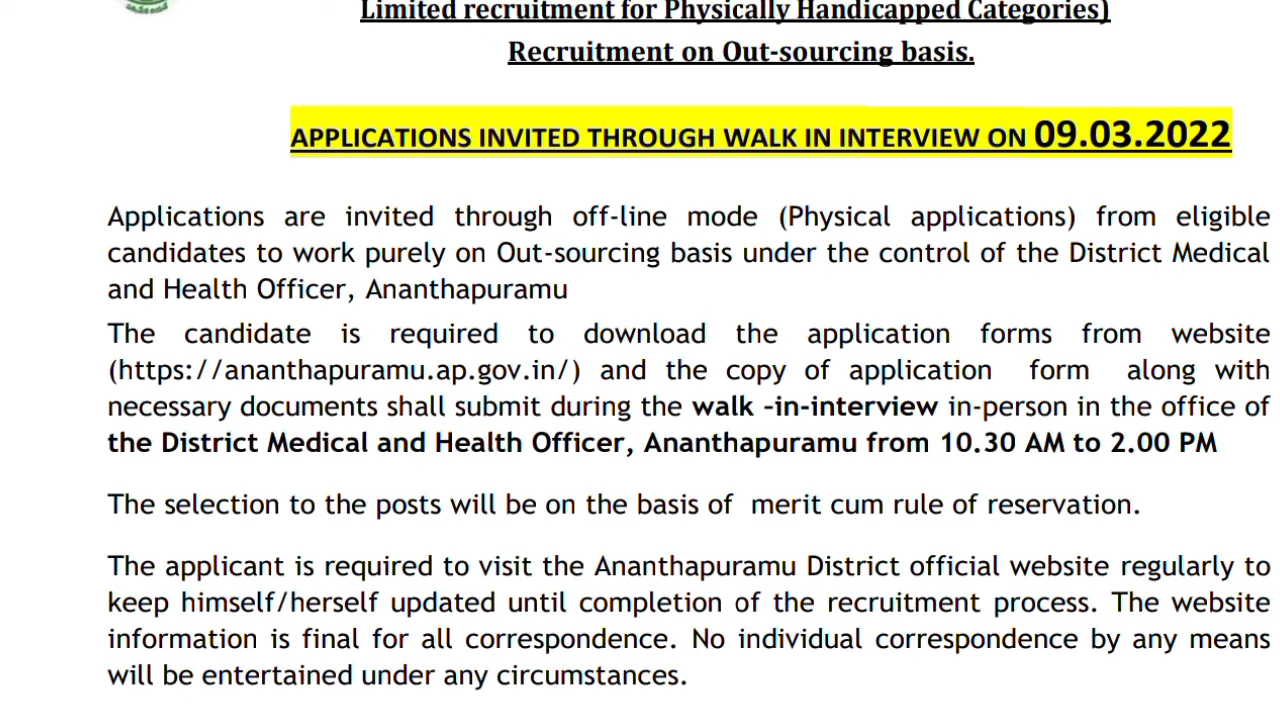 Limited recruitment for Physically Handicapped Categories)
Recruitment on Out-sourcing basis.
APPLICATIONS INVITED THROUGH WALK IN INTERVIEW ON 09.03.2022
Applications are invited through off-line mode (Physical applications) from eligible
candidates to work purely on Out-sourcing basis under the control of the District Medical
and Health Officer, Ananthapuramu
The candidate is required to download the application forms from website
(https://ananthapuramu.ap.gov.in/) and the copy of application form along with
necessary documents shall submit during the walk –in-interview in-person in the office of
the District Medical and Health Officer, Ananthapuramu from 10.30 AM to 2.00 PM
The selection to the posts will be on the basis of merit cum rule of reservation.
The applicant is required to visit the Ananthapuramu District official website regularly to
keep himself/herself updated until completion of the recruitment process. The website
information is final for all correspondence. No individual correspondence by any means
will be entertained under any circumstances.